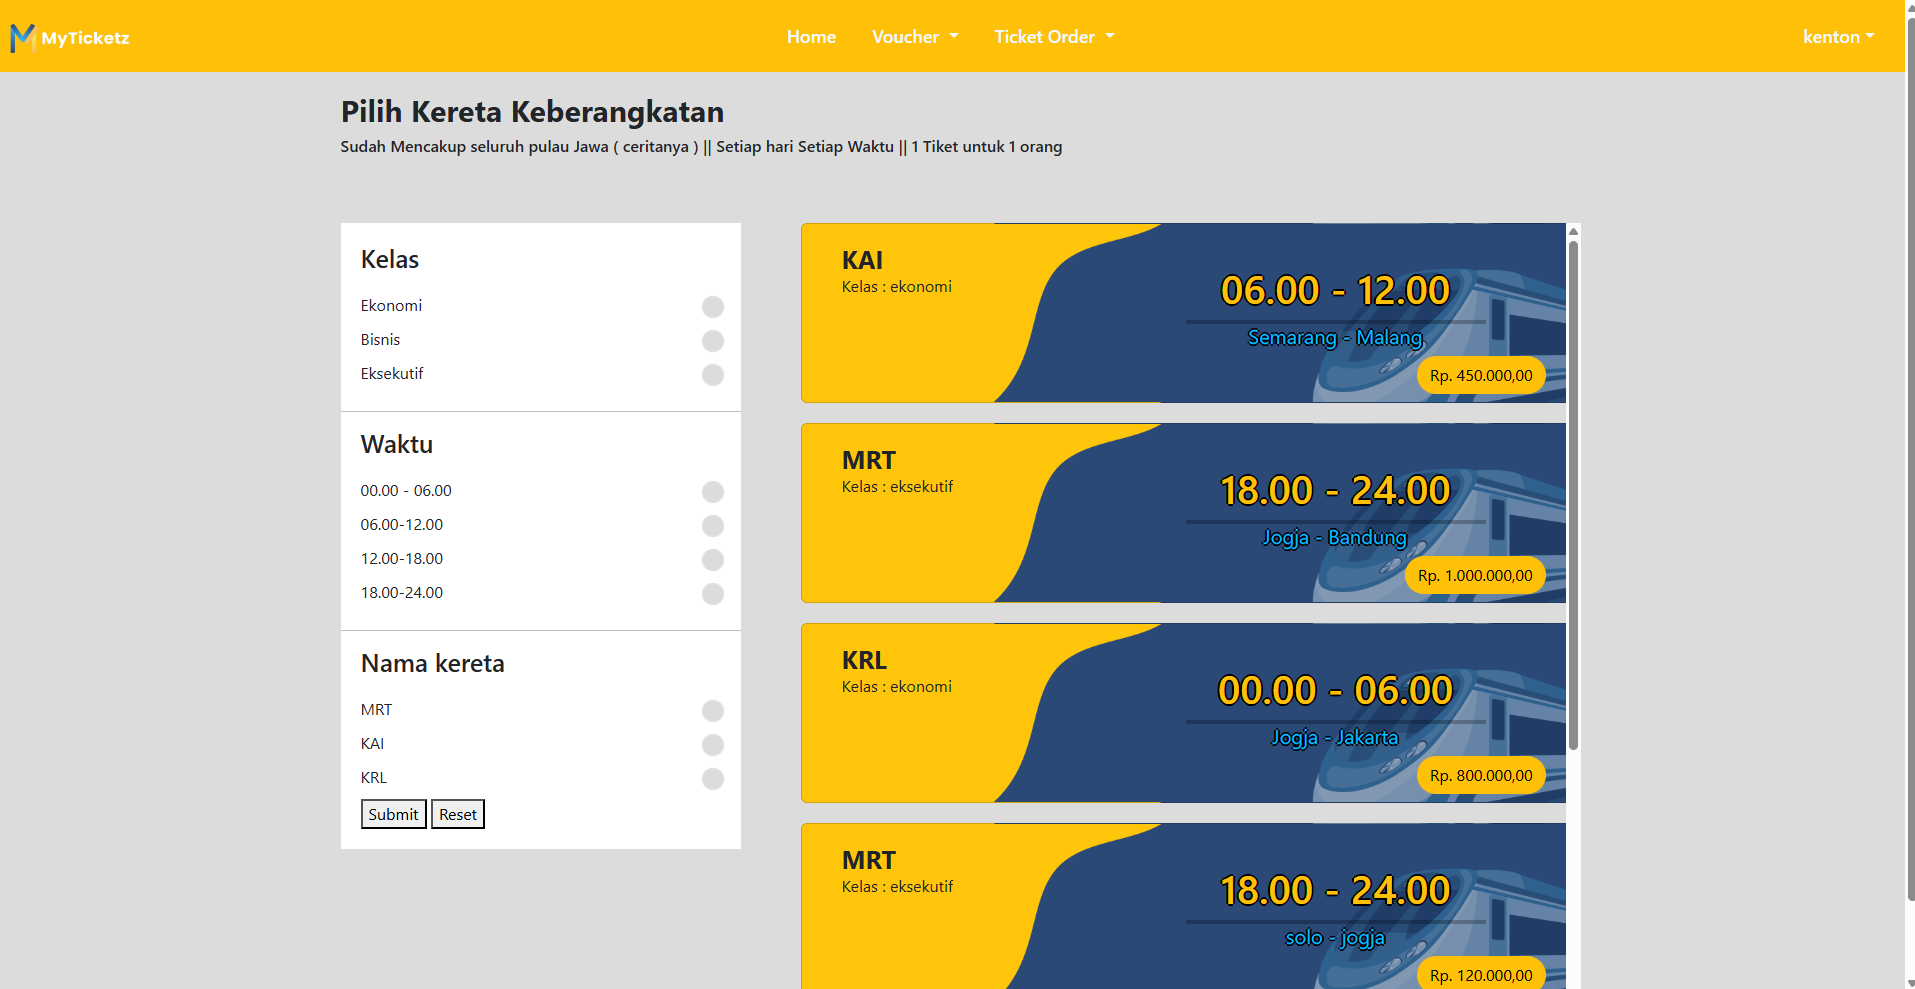 MyTicketz
Home
Voucher
Ticket Order
kenton
Pilih Kereta Keberangkatan
Sudah Mencakup seluruh pulau Jawa ( ceritanya ) || Setiap hari Setiap Waktu || 1 Tiket untuk 1 orang
Kelas
Ekonomi
Bisnis
Eksekutif
Waktu
00.00 - 06.00
06.00-12.00
12.00-18.00
18.00-24.00
Nama kereta
MRT
KAI
KRL
Submit
Reset
KAI
Kelas : ekonomi
06.00 - 12.00
Semarang - Malang
Rp. 450.000,00
MRT
Kelas : eksekutif
18.00 - 24.00
Jogja - Bandung
Rp. 1.000.000,00
KRL
Kelas : ekonomi
00.00 - 06.00
Jogja - Jakarta
Rp. 800.000,00
MRT
Kelas : eksekutif
18.00 - 24.00
solo - jogja
Rp. 120.000,00